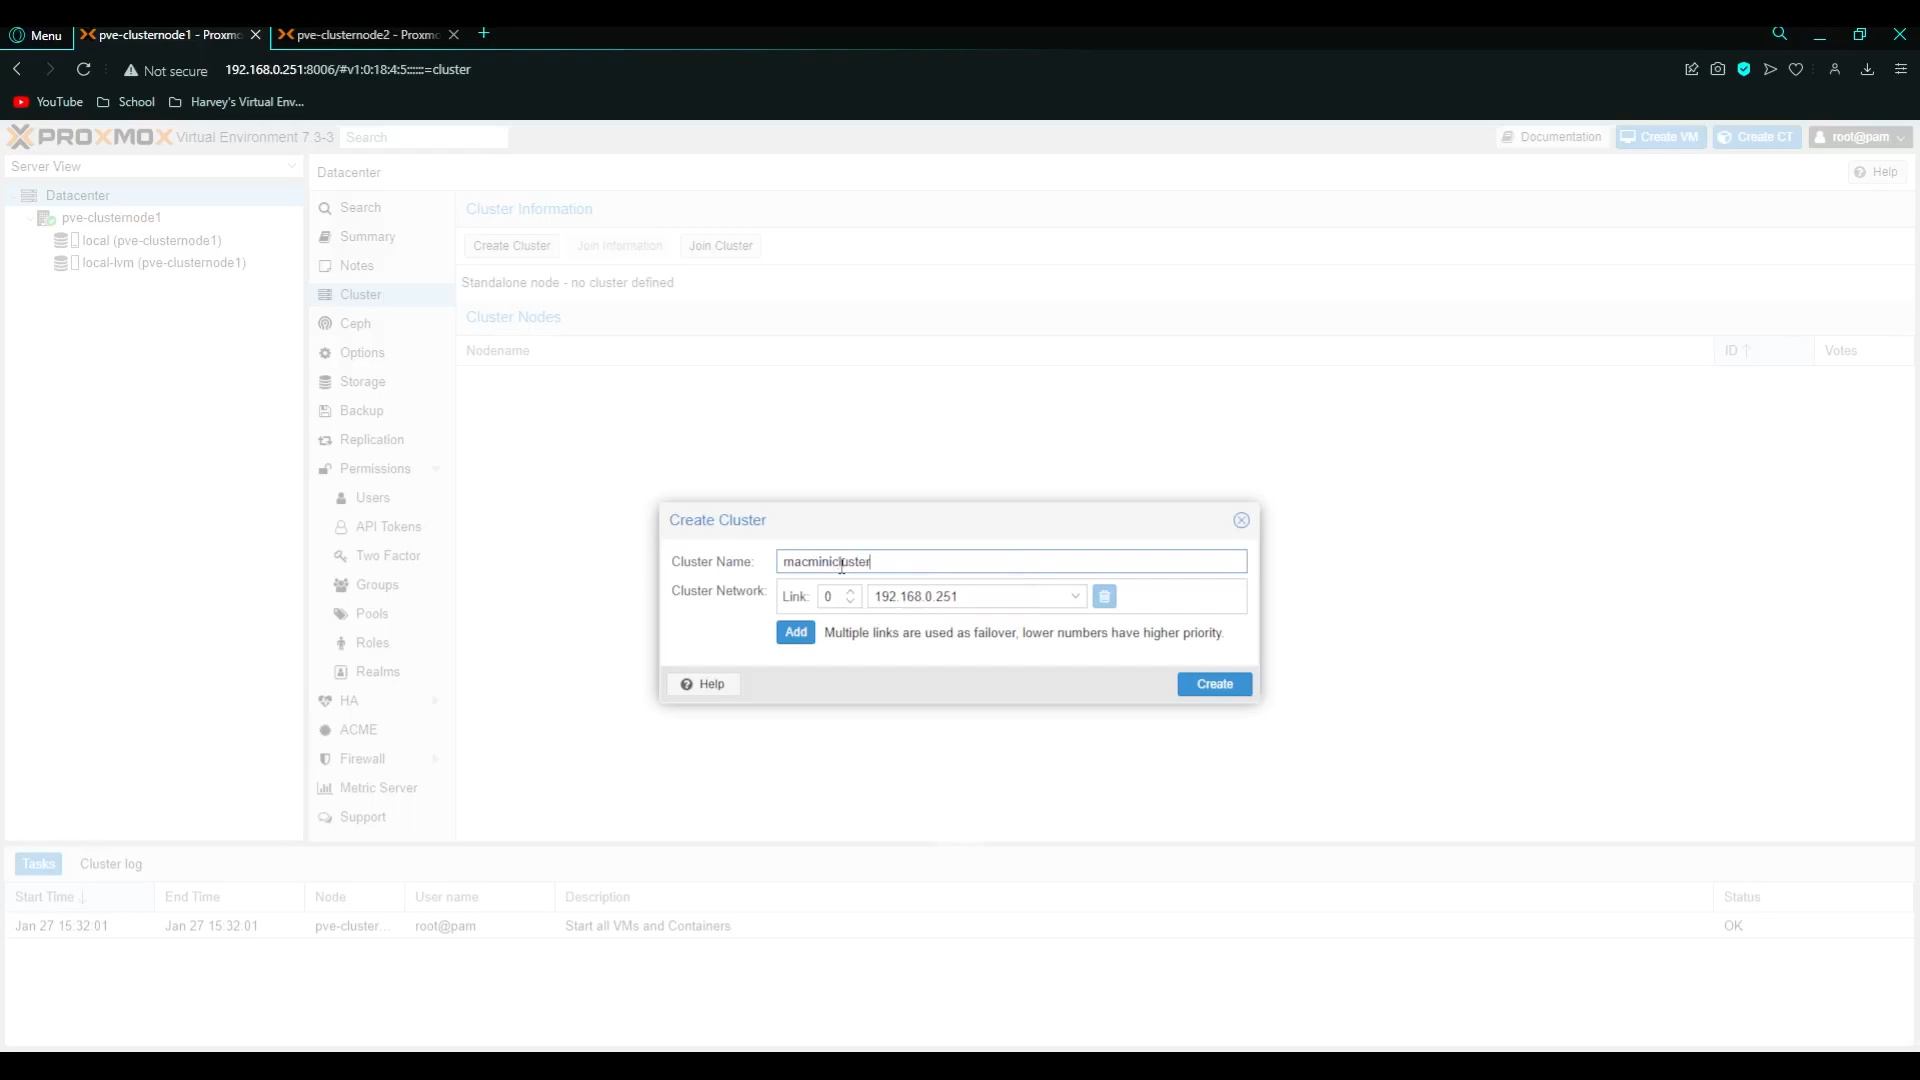 Menu
pve-clusternode1 - Proxmo
pve-clusternode2 - Proxmo
Not secure
192.168.0.251:8006/#v1:0:18:4:5::::::=cluster
YouTube
School
Harvey's Virtual Env...
PROXMOX Virtual Environment 7.3-3
Search
Documentation
Create VM
Create CT
root@pam
Server View
Datacenter
Help
Datacenter
pve-clusternode1
local (pve-clusternode1)
local-lvm (pve-clusternode1)
Search
Summary
Notes
Cluster
Ceph
Options
Storage
Backup
Replication
Permissions
Users
API Tokens
Two Factor
Groups
Pools
Roles
Realms
HA
ACME
Firewall
Metric Server
Support
Cluster Information
Create Cluster
Join Information
Join Cluster
Standalone node - no cluster defined
Cluster Nodes
Nodename
ID
Votes
Create Cluster
Cluster Name:
macminicluster
Cluster Network:
Link:
0
192.168.0.251
Add
Multiple links are used as failover, lower numbers have higher priority.
Help
Create
Tasks
Cluster log
Start Time
End Time
Node
User name
Description
Status
Jan 27 15:32:01
Jan 27 15:32:01
pve-cluster...
root@pam
Start all VMs and Containers
OK